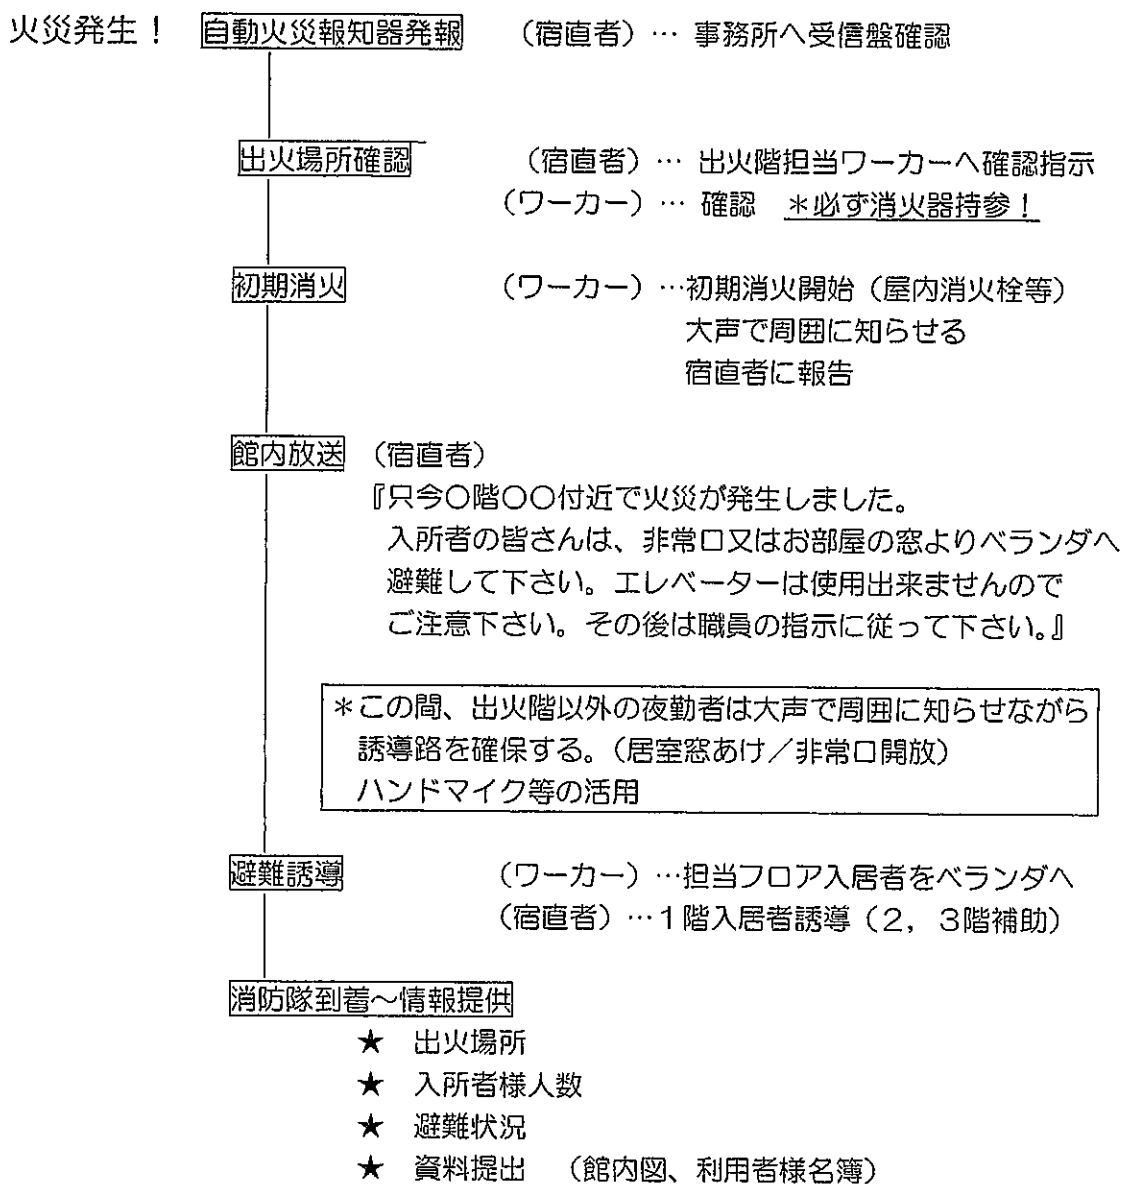 火災発生！ 自動火災報知器発報 （宿直者）… 事務所へ受信盤確認
出火場所確認 （宿直者）… 出火階担当ワーカーへ確認指示
（ワーカー）… 確認 ＊必ず消火器持参！
初期消火 （ワーカー）…初期消火開始（屋内消火栓等）
大声で周囲に知らせる
宿直者に報告
館内放送 （宿直者）
『只今〇階〇〇付近で火災が発生しました。
入所者の皆さんは、非常口又はお部屋の窓よりベランダへ
避難して下さい。エレベーターは使用出来ませんので
ご注意下さい。その後は職員の指示に従って下さい。』
＊この間、出火階以外の夜勤者は大声で周囲に知らせながら
誘導路を確保する。（居室窓あけ／非常口開放）
ハンドマイク等の活用
避難誘導 （ワーカー）…担当フロア入居者をベランダへ
（宿直者）…１階入居者誘導（２，３階補助）
消防隊到着～情報提供
★ 出火場所
★ 入所者様人数
★ 避難状況
★ 資料提出 （館内図、利用者様名簿）